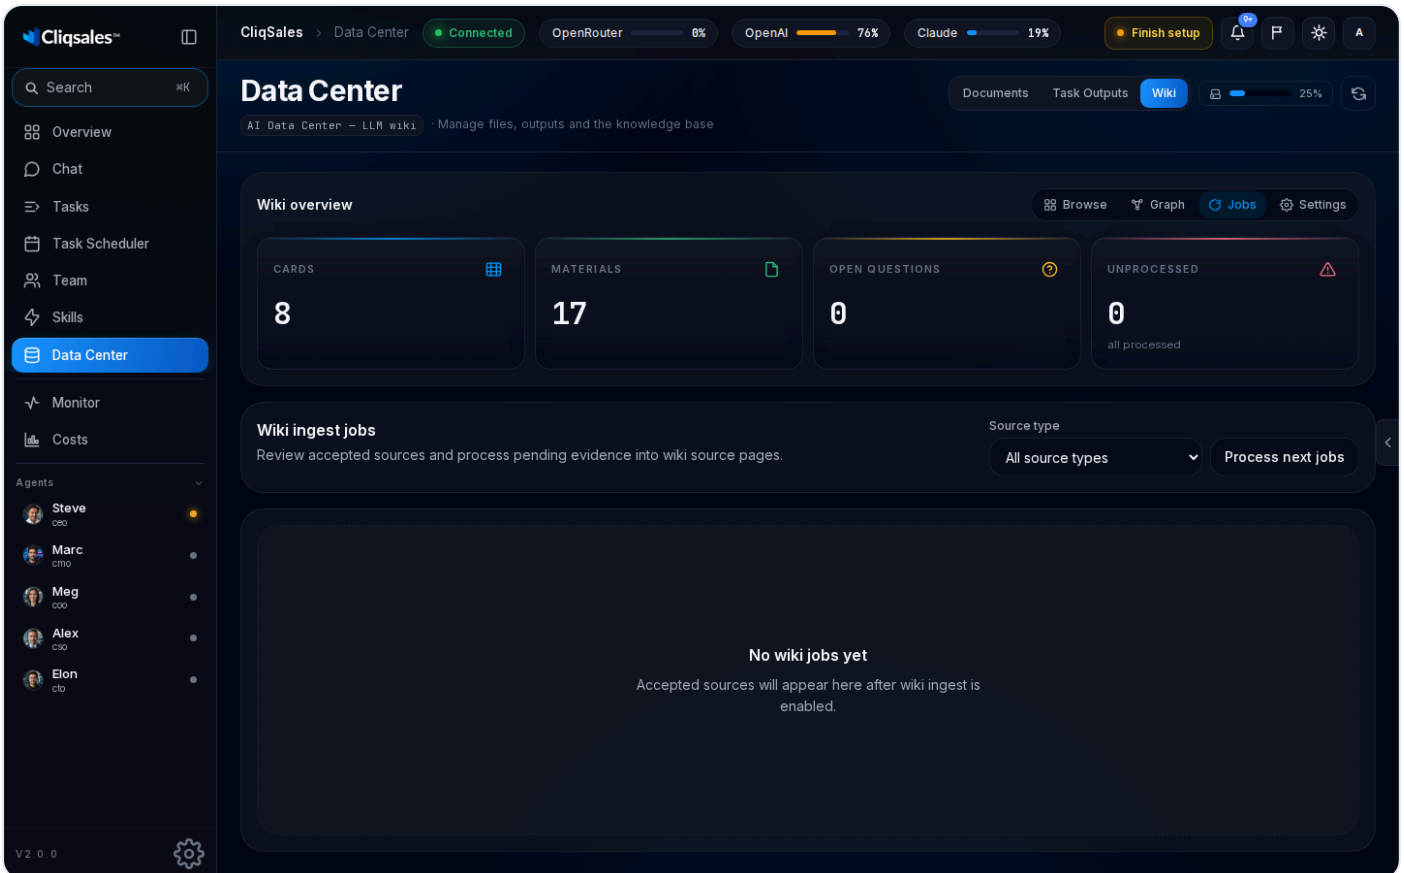 Cliqsales™
Search
⌘K
Overview
Chat
Tasks
Task Scheduler
Team
Skills
Data Center
Monitor
Costs
Agents
Steve
ceo
Marc
cmo
Meg
coo
Alex
cso
Elon
cto
V2.0.0
CliqSales > Data Center
Connected
OpenRouter 0%
OpenAI 76%
Claude 19%
Finish setup
9+
A
Data Center
AI Data Center — LLM wiki · Manage files, outputs and the knowledge base
Documents
Task Outputs
Wiki
25%
Wiki overview
Browse
Graph
Jobs
Settings
CARDS
8
MATERIALS
17
OPEN QUESTIONS
0
UNPROCESSED
0
all processed
Wiki ingest jobs
Review accepted sources and process pending evidence into wiki source pages.
Source type
All source types
Process next jobs
No wiki jobs yet
Accepted sources will appear here after wiki ingest is
enabled.